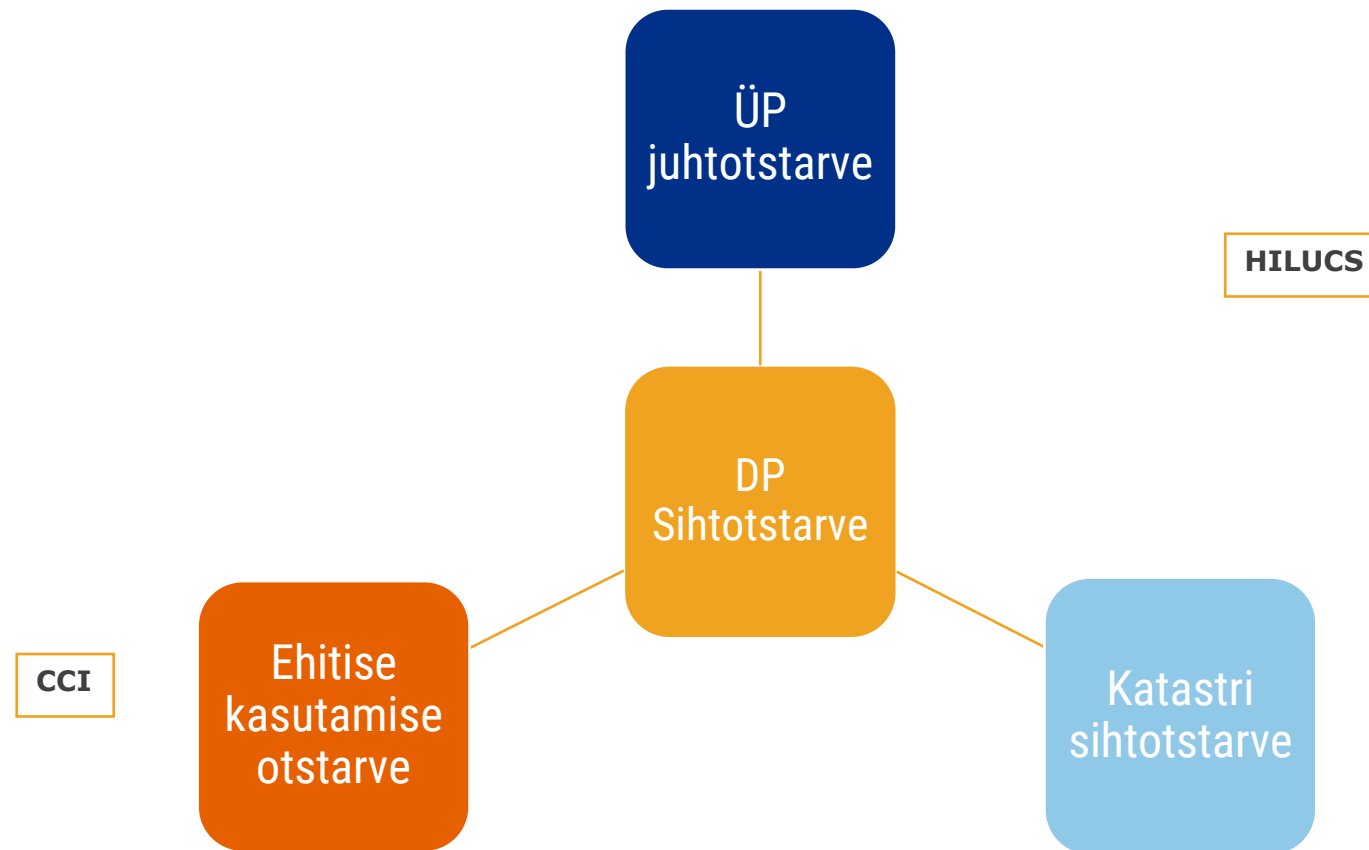 ÜP
juhtotstarve
HILUCS
DP
Sihtotstarve
CCI
Ehitise
kasutamise
otstarve
Katastri
sihtotstarve